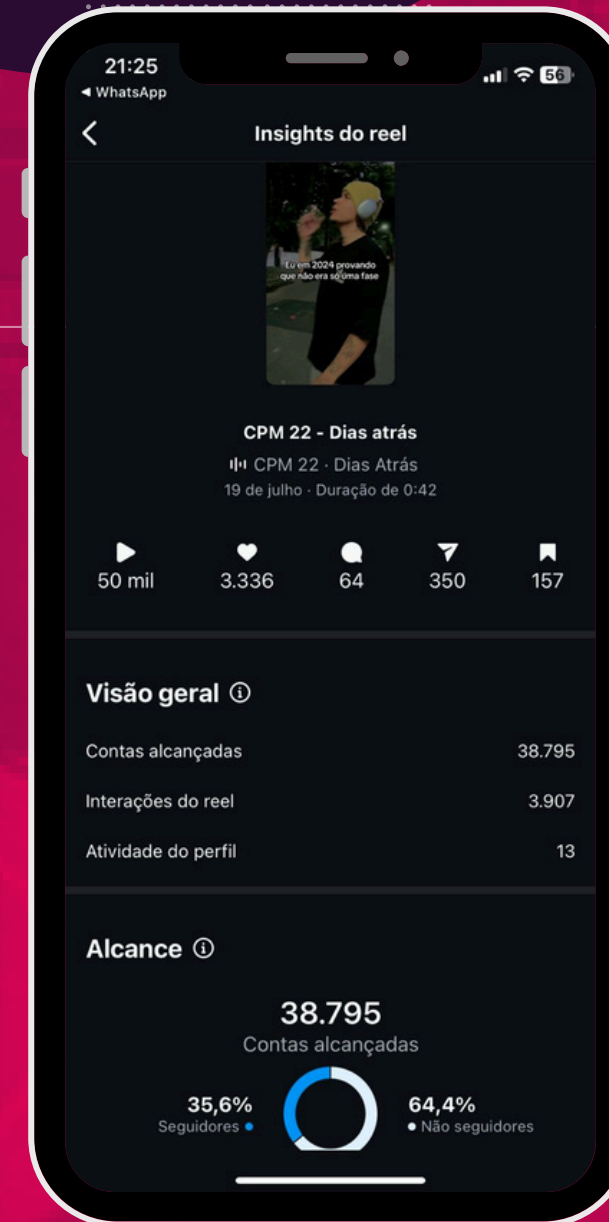 21:25
56
◄ WhatsApp
Insights do reel
Eu em 2024 provando
que não era só uma fase
CPM 22 - Dias atrás
CPM 22 · Dias Atrás
19 de julho · Duração de 0:42
50 mil 3.336 64 350 157
Visão geral
Contas alcançadas 38.795
Interações do reel 3.907
Atividade do perfil 13
Alcance
38.795
Contas alcançadas
35,6% 64,4%
Seguidores • • Não seguidores